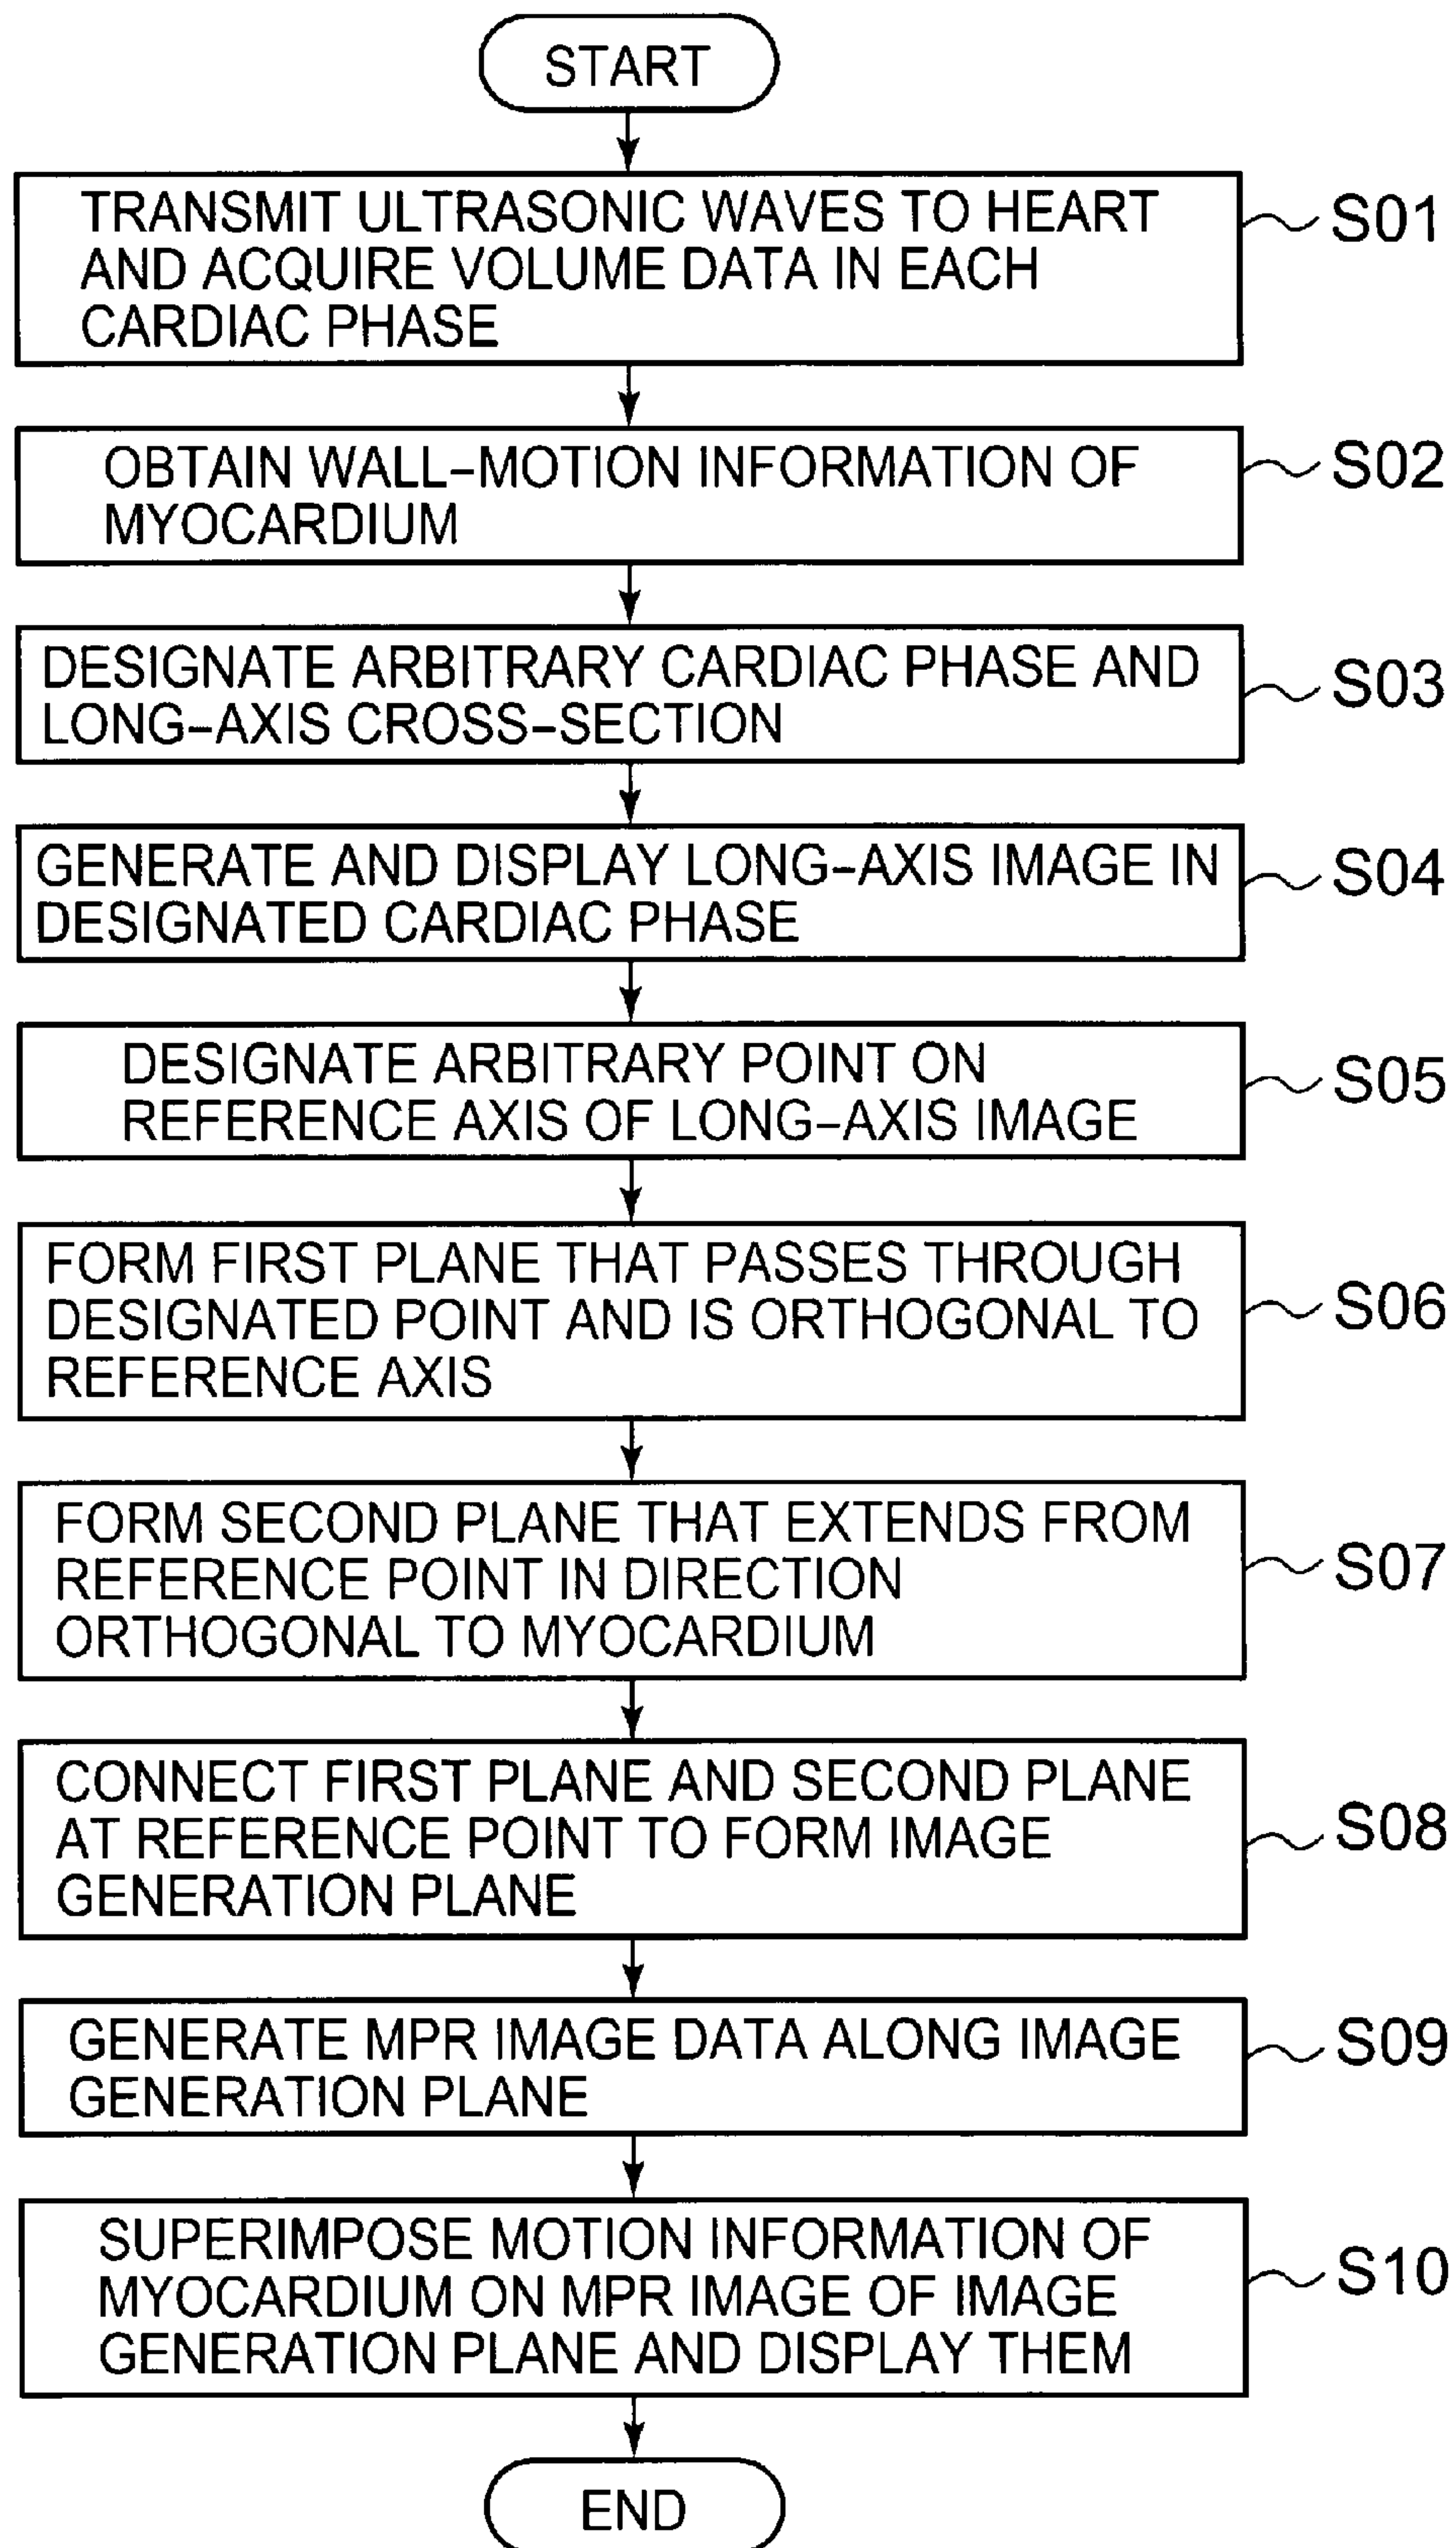 START
TRANSMIT ULTRASONIC WAVES TO HEART
AND ACQUIRE VOLUME DATA IN EACH
CARDIAC PHASE
S01
OBTAIN WALL-MOTION INFORMATION OF
MYOCARDIUM
S02
DESIGNATE ARBITRARY CARDIAC PHASE AND
LONG-AXIS CROSS-SECTION
S03
GENERATE AND DISPLAY LONG-AXIS IMAGE IN
DESIGNATED CARDIAC PHASE
S04
DESIGNATE ARBITRARY POINT ON
REFERENCE AXIS OF LONG-AXIS IMAGE
S05
FORM FIRST PLANE THAT PASSES THROUGH
DESIGNATED POINT AND IS ORTHOGONAL TO
REFERENCE AXIS
S06
FORM SECOND PLANE THAT EXTENDS FROM
REFERENCE POINT IN DIRECTION
ORTHOGONAL TO MYOCARDIUM
S07
CONNECT FIRST PLANE AND SECOND PLANE
AT REFERENCE POINT TO FORM IMAGE
GENERATION PLANE
S08
GENERATE MPR IMAGE DATA ALONG IMAGE
GENERATION PLANE
S09
SUPERIMPOSE MOTION INFORMATION OF
MYOCARDIUM ON MPR IMAGE OF IMAGE
GENERATION PLANE AND DISPLAY THEM
S10
END